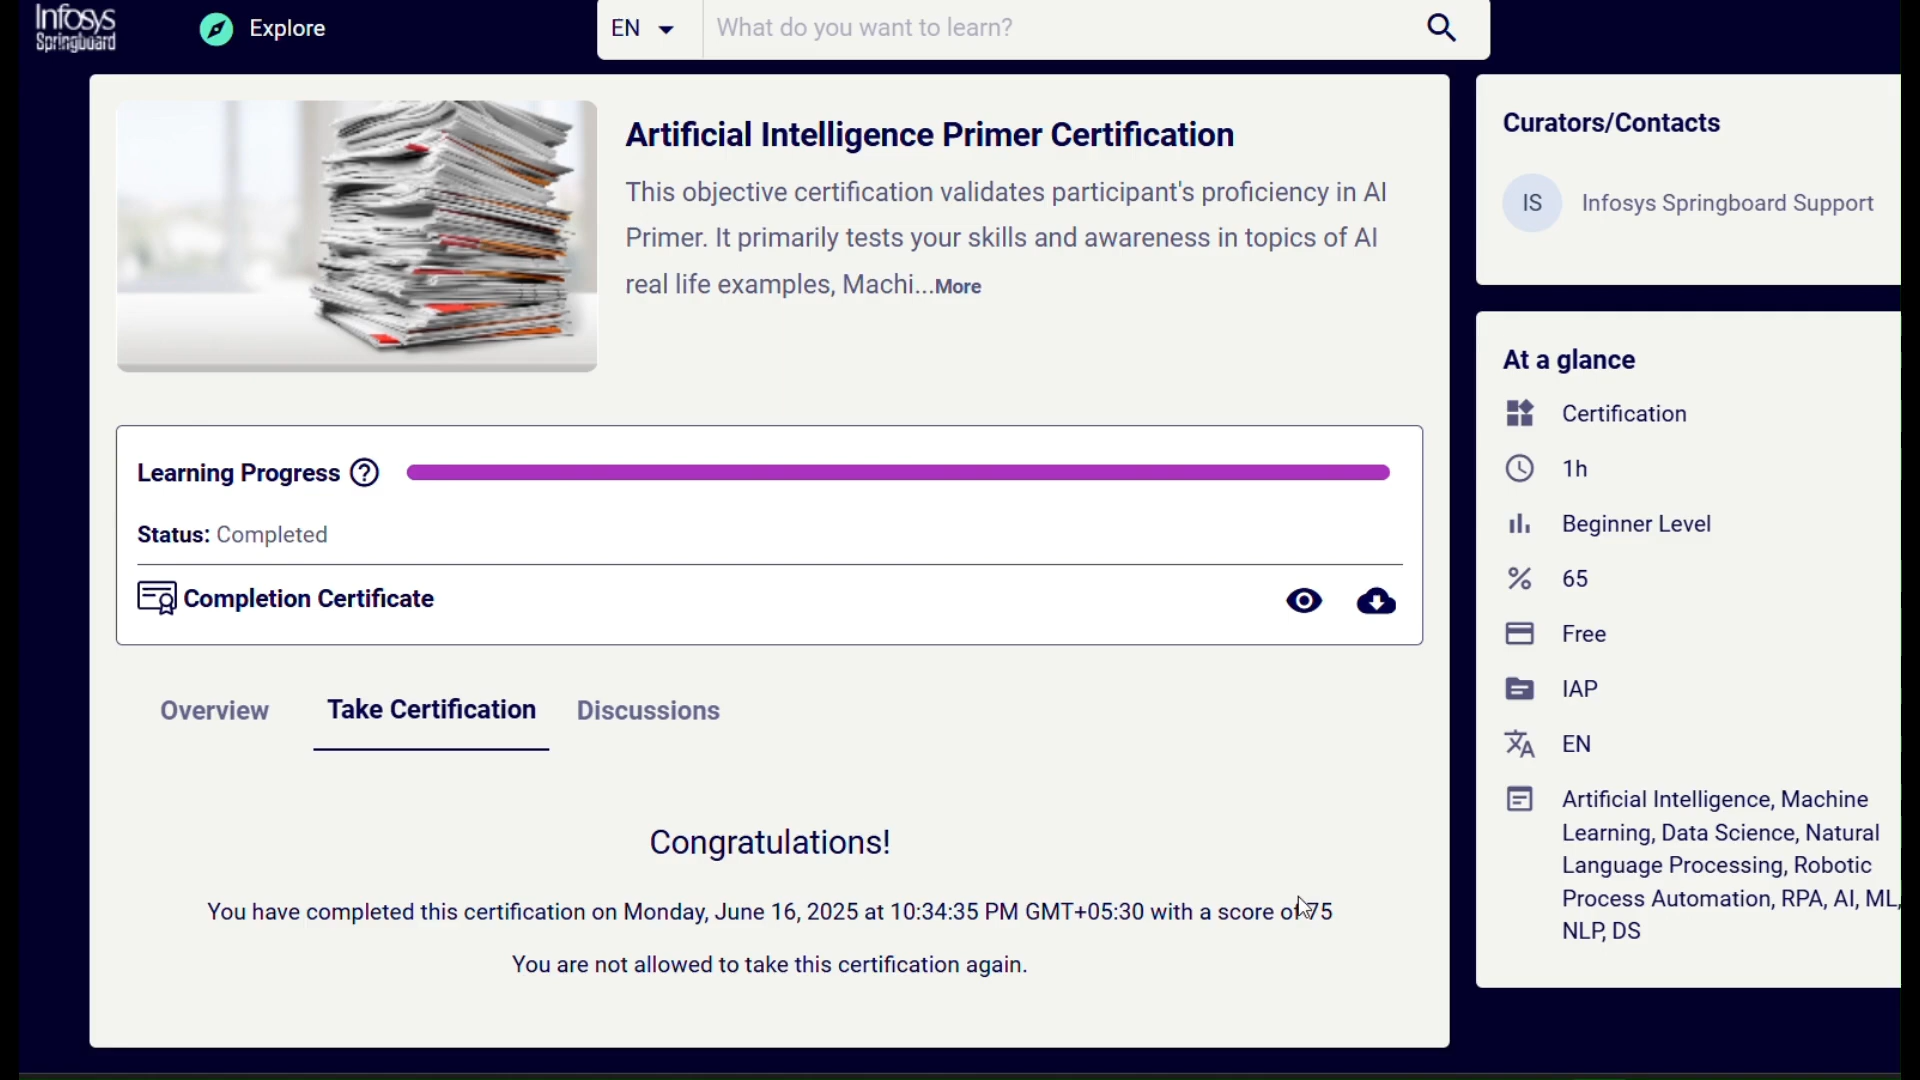 Infosys
Springboard
Explore
EN
What do you want to learn?
Artificial Intelligence Primer Certification
This objective certification validates participant's proficiency in AI
Primer. It primarily tests your skills and awareness in topics of AI
real life examples, Machi...More
Learning Progress
Status: Completed
Completion Certificate
Overview
Take Certification
Discussions
Congratulations!
You have completed this certification on Monday, June 16, 2025 at 10:34:35 PM GMT+05:30 with a score of 75
You are not allowed to take this certification again.
Curators/Contacts
IS
Infosys Springboard Support
At a glance
Certification
1h
Beginner Level
% 65
Free
IAP
EN
Artificial Intelligence, Machine
Learning, Data Science, Natural
Language Processing, Robotic
Process Automation, RPA, AI, ML,
NLP, DS